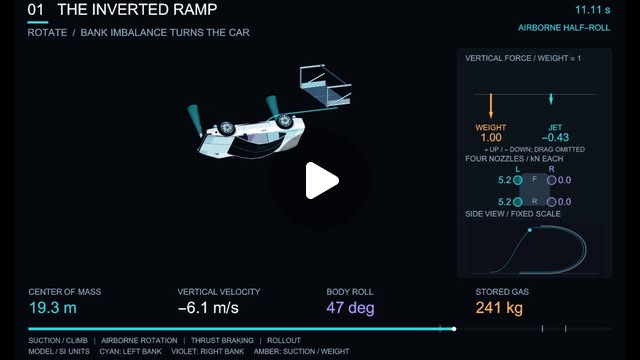 01 THE INVERTED RAMP
11.11 s
ROTATE / BANK IMBALANCE TURNS THE CAR
AIRBORNE HALF–ROLL
VERTICAL FORCE / WEIGHT = 1
WEIGHT JET
1.00 −0.43
+ UP / − DOWN; DRAG OMITTED
FOUR NOZZLES / kN EACH
L R
5.2 F 0.0
5.2 R 0.0
SIDE VIEW / FIXED SCALE
CENTER OF MASS VERTICAL VELOCITY BODY ROLL STORED GAS
19.3 m −6.1 m/s 47 deg 241 kg
SUCTION / CLIMB | AIRBORNE ROTATION | THRUST BRAKING | ROLLOUT
MODEL / SI UNITS CYAN: LEFT BANK VIOLET: RIGHT BANK AMBER: SUCTION / WEIGHT